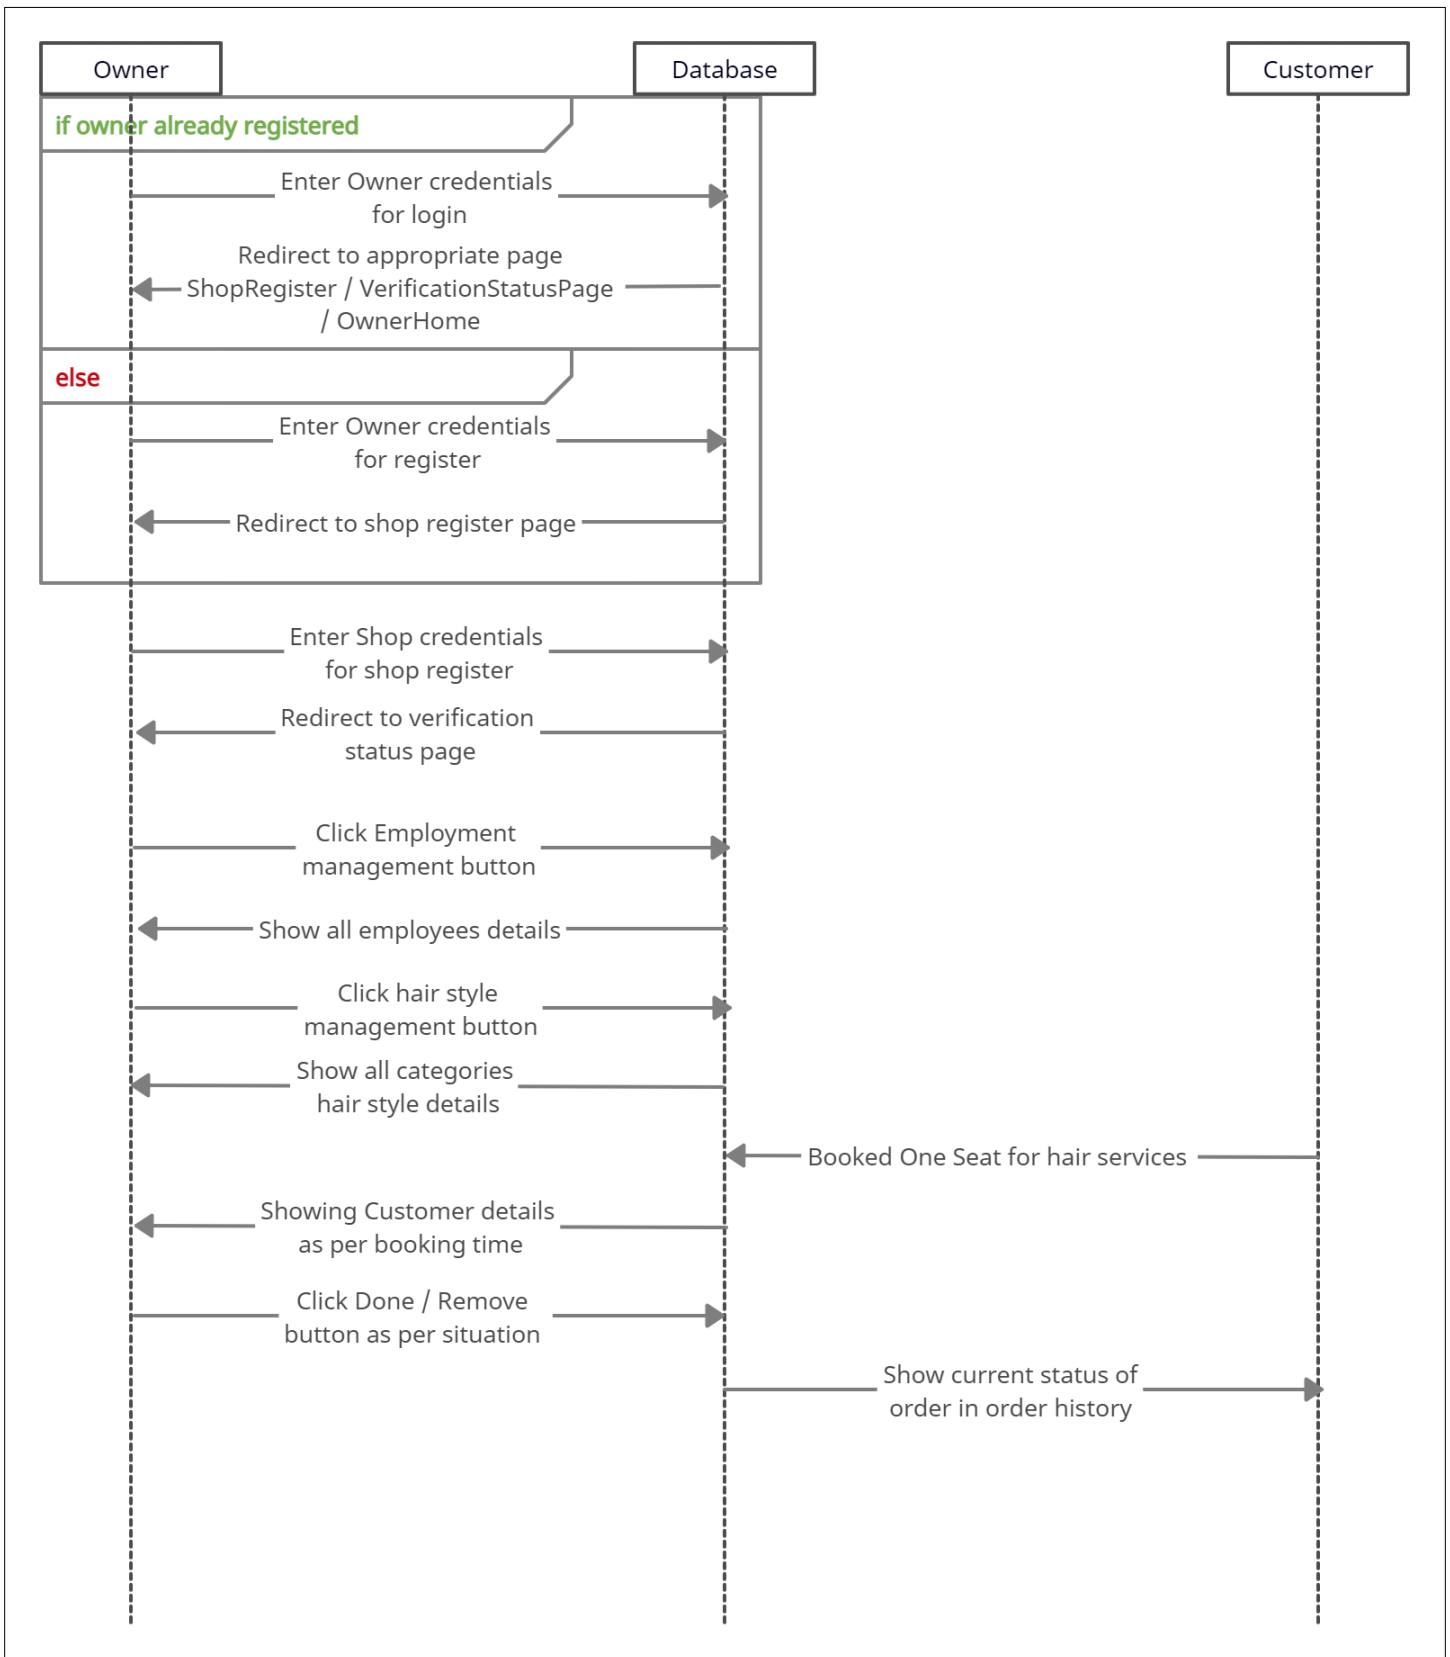 Owner
Database
Customer
if owner already registered
Enter Owner credentials
for login
Redirect to appropriate page
ShopRegister / VerificationStatusPage
/ OwnerHome
else
Enter Owner credentials
for register
Redirect to shop register page
Enter Shop credentials
for shop register
Redirect to verification
status page
Click Employment
management button
Show all employees details
Click hair style
management button
Show all categories
hair style details
Booked One Seat for hair services
Showing Customer details
as per booking time
Click Done / Remove
button as per situation
Show current status of
order in order history